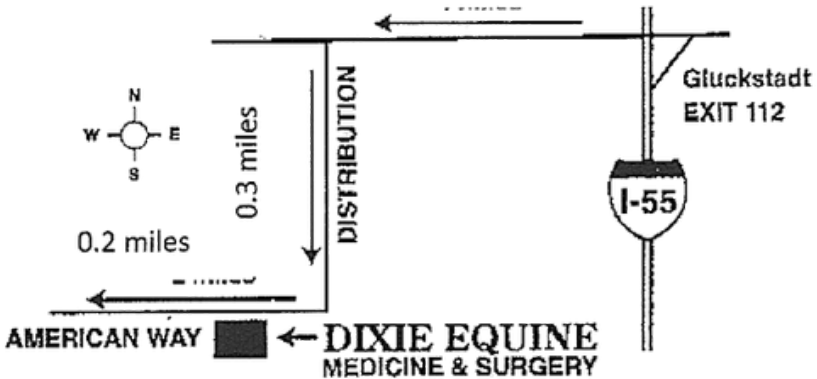 Gluckstadt
EXIT 112
N
W E
S
0.3 miles
DISTRIBUTION
I-55
0.2 miles
AMERICAN WAY
DIXIE EQUINE
MEDICINE & SURGERY